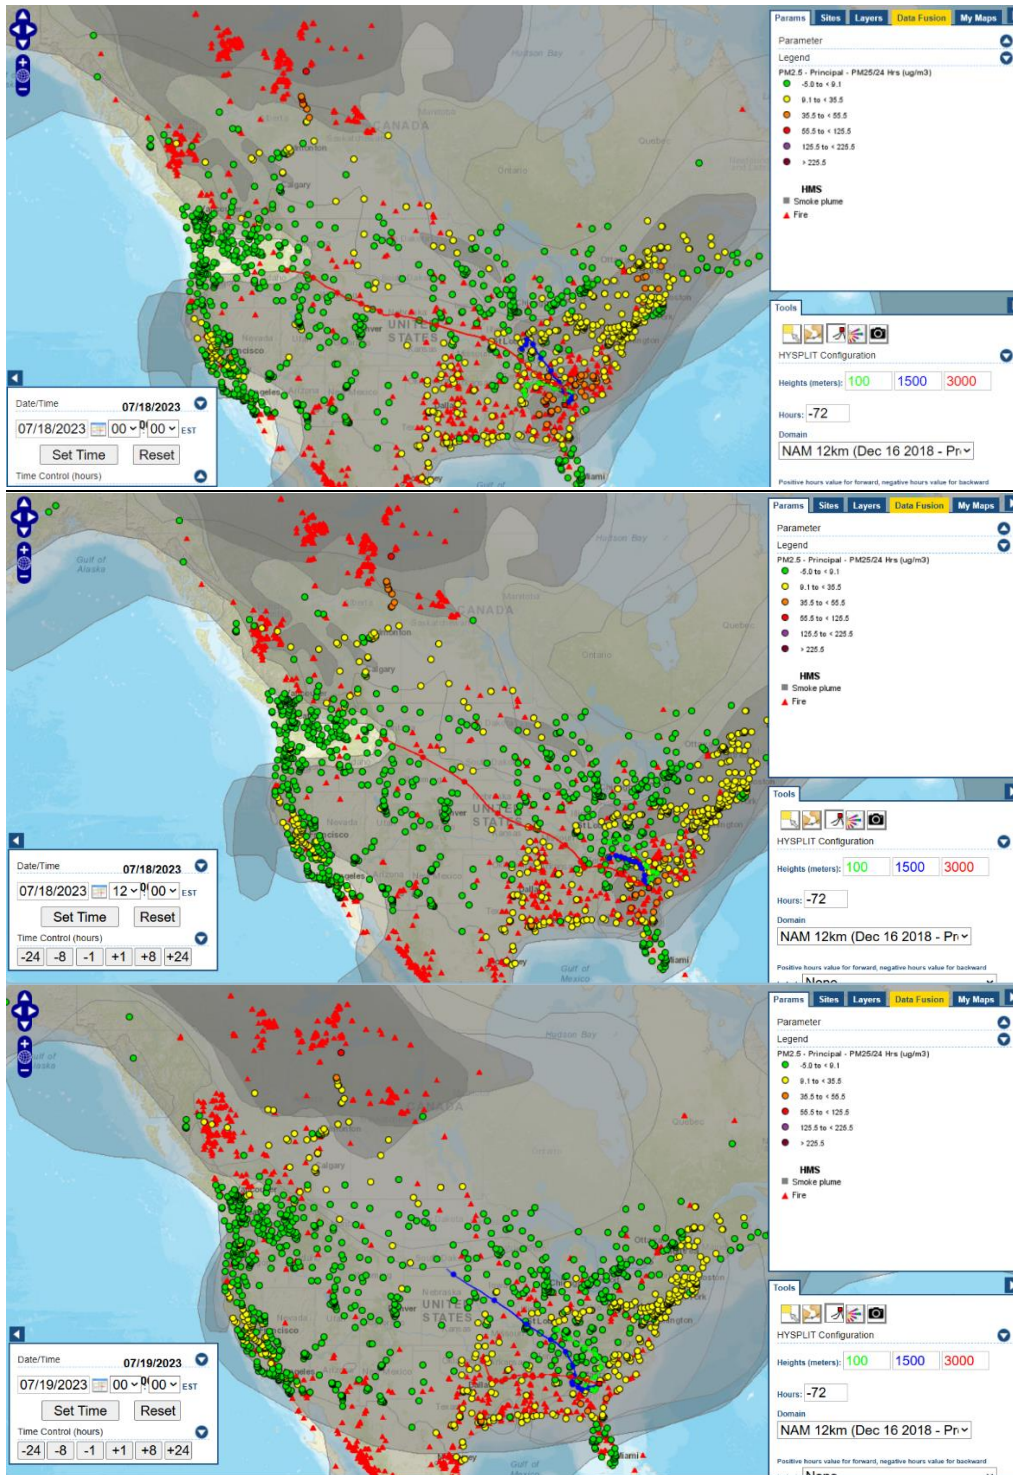 Params Sites Layers Data Fusion My Maps
Parameter
Legend
PM2.5 - Principal - PM25/24 Hrs (ug/m3)
-5.0 to < 9.1
9.1 to < 35.5
35.5 to < 55.5
55.5 to < 125.5
125.5 to < 225.5
> 225.5
HMS
Smoke plume
Fire
Hudson Bay
CANADA
Calgary
Ontario
Quebec
UNITED
STATES
Miami
Tools
HYSPLIT Configuration
Heights (meters): 100 1500 3000
Hours: -72
Domain
NAM 12km (Dec 16 2018 - Pr
Positive hours value for forward, negative hours value for backward
Date/Time 07/18/2023
07/18/2023 00 00 EST
Set Time Reset
Time Control (hours)
Params Sites Layers Data Fusion My Maps
Parameter
Legend
PM2.5 - Principal - PM25/24 Hrs (ug/m3)
-5.0 to < 9.1
9.1 to < 35.5
35.5 to < 55.5
55.5 to < 125.5
125.5 to < 225.5
> 225.5
HMS
Smoke plume
Fire
Gulf of
Alaska
Hudson Bay
CANADA
Calgary
Ontario
Quebec
STATES
Gulf of
Mexico
Tools
HYSPLIT Configuration
Heights (meters): 100 1500 3000
Hours: -72
Domain
NAM 12km (Dec 16 2018 - Pr
Positive hours value for forward, negative hours value for backward
None
Date/Time 07/18/2023
07/18/2023 12 00 EST
Set Time Reset
Time Control (hours)
-24 -8 -1 +1 +8 +24
Params Sites Layers Data Fusion My Maps
Parameter
Legend
PM2.5 - Principal - PM25/24 Hrs (ug/m3)
-5.0 to < 9.1
9.1 to < 35.5
35.5 to < 55.5
55.5 to < 125.5
125.5 to < 225.5
> 225.5
HMS
Smoke plume
Fire
Hudson Bay
Ontario
Quebec
Nebraska
STATES
Tools
HYSPLIT Configuration
Heights (meters): 100 1500 3000
Hours: -72
Domain
NAM 12km (Dec 16 2018 - Pr
Positive hours value for forward, negative hours value for backward
Date/Time 07/19/2023
07/19/2023 00 00 EST
Set Time Reset
Time Control (hours)
-24 -8 -1 +1 +8 +24